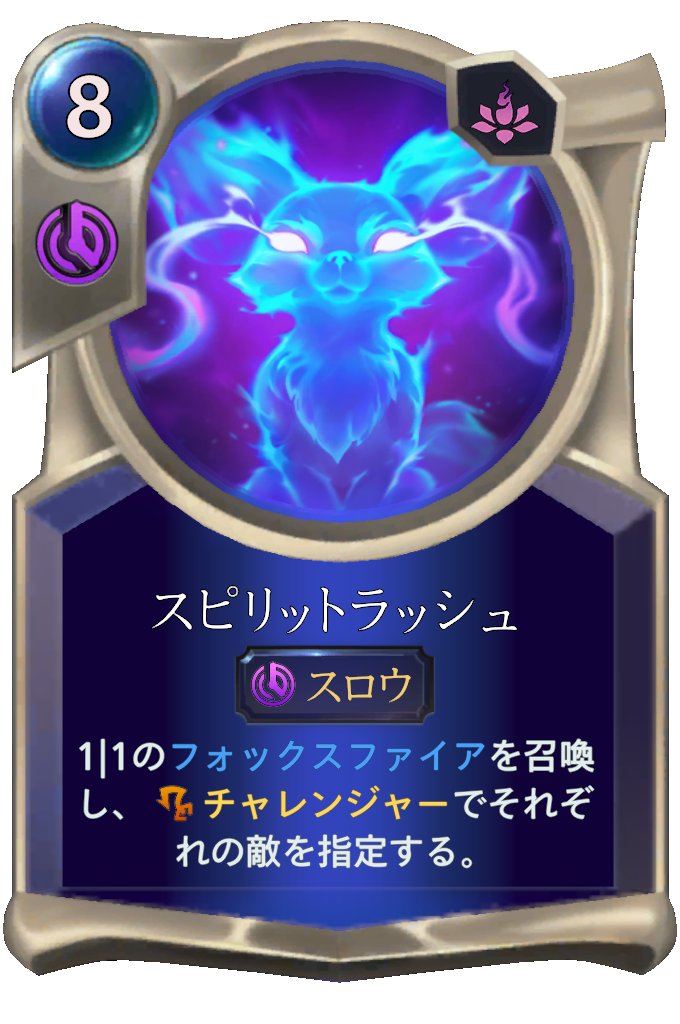 8
スピリットラッシュ
スロウ
1|1のフォックスファイアを召喚
し、 チャレンジャーでそれぞ
れの敵を指定する。